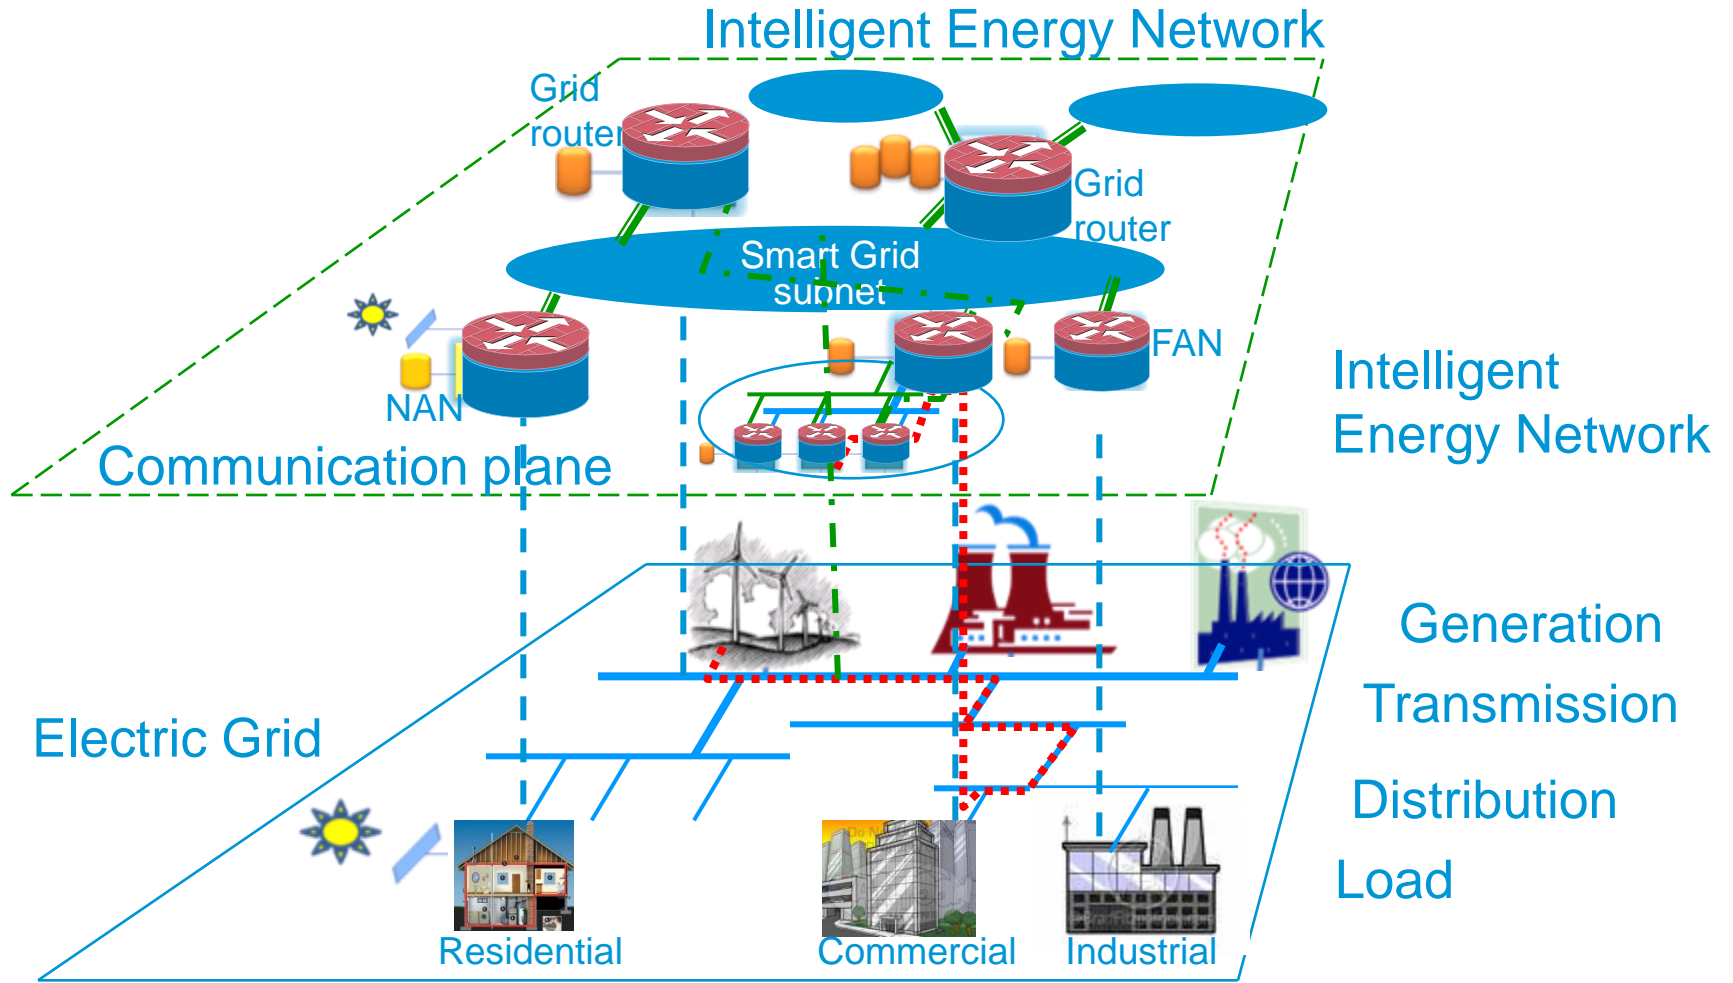 Intelligent Energy Network
Grid
router
Grid
router
Smart Grid
subnet
FAN
NAN
Intelligent
Energy Network
Communication plane
Generation
Transmission
Electric Grid
Distribution
Load
Residential
Commercial
Industrial